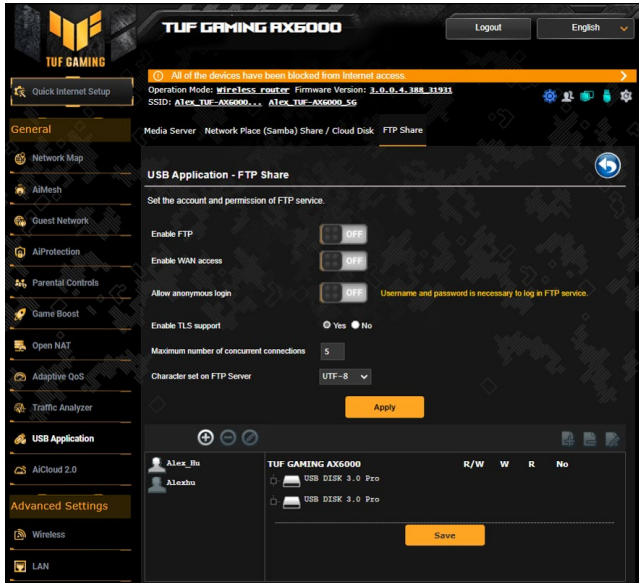 TUF GAMING AX6000
Logout
English
TUF GAMING
All of the devices have been blocked from Internet access.
Quick Internet Setup
Operation Mode: Wireless router Firmware Version: 3.0.0.4.388_31931
SSID: Alex_TUF-AX6000... Alex_TUF-AX6000_5G
General
Media Server Network Place (Samba) Share / Cloud Disk FTP Share
Network Map
AiMesh
Guest Network
AiProtection
Parental Controls
Game Boost
Open NAT
Adaptive QoS
Traffic Analyzer
USB Application
AiCloud 2.0
Advanced Settings
Wireless
LAN
USB Application - FTP Share
Set the account and permission of FTP service.
Enable FTP OFF
Enable WAN access OFF
Allow anonymous login OFF Username and password is necessary to log in FTP service.
Enable TLS support Yes No
Maximum number of concurrent connections 5
Character set on FTP Server UTF-8
Apply
Alex_Hu
Alexhu
TUF GAMING AX6000 R/W W R No
USB DISK 3.0 Pro
USB DISK 3.0 Pro
Save